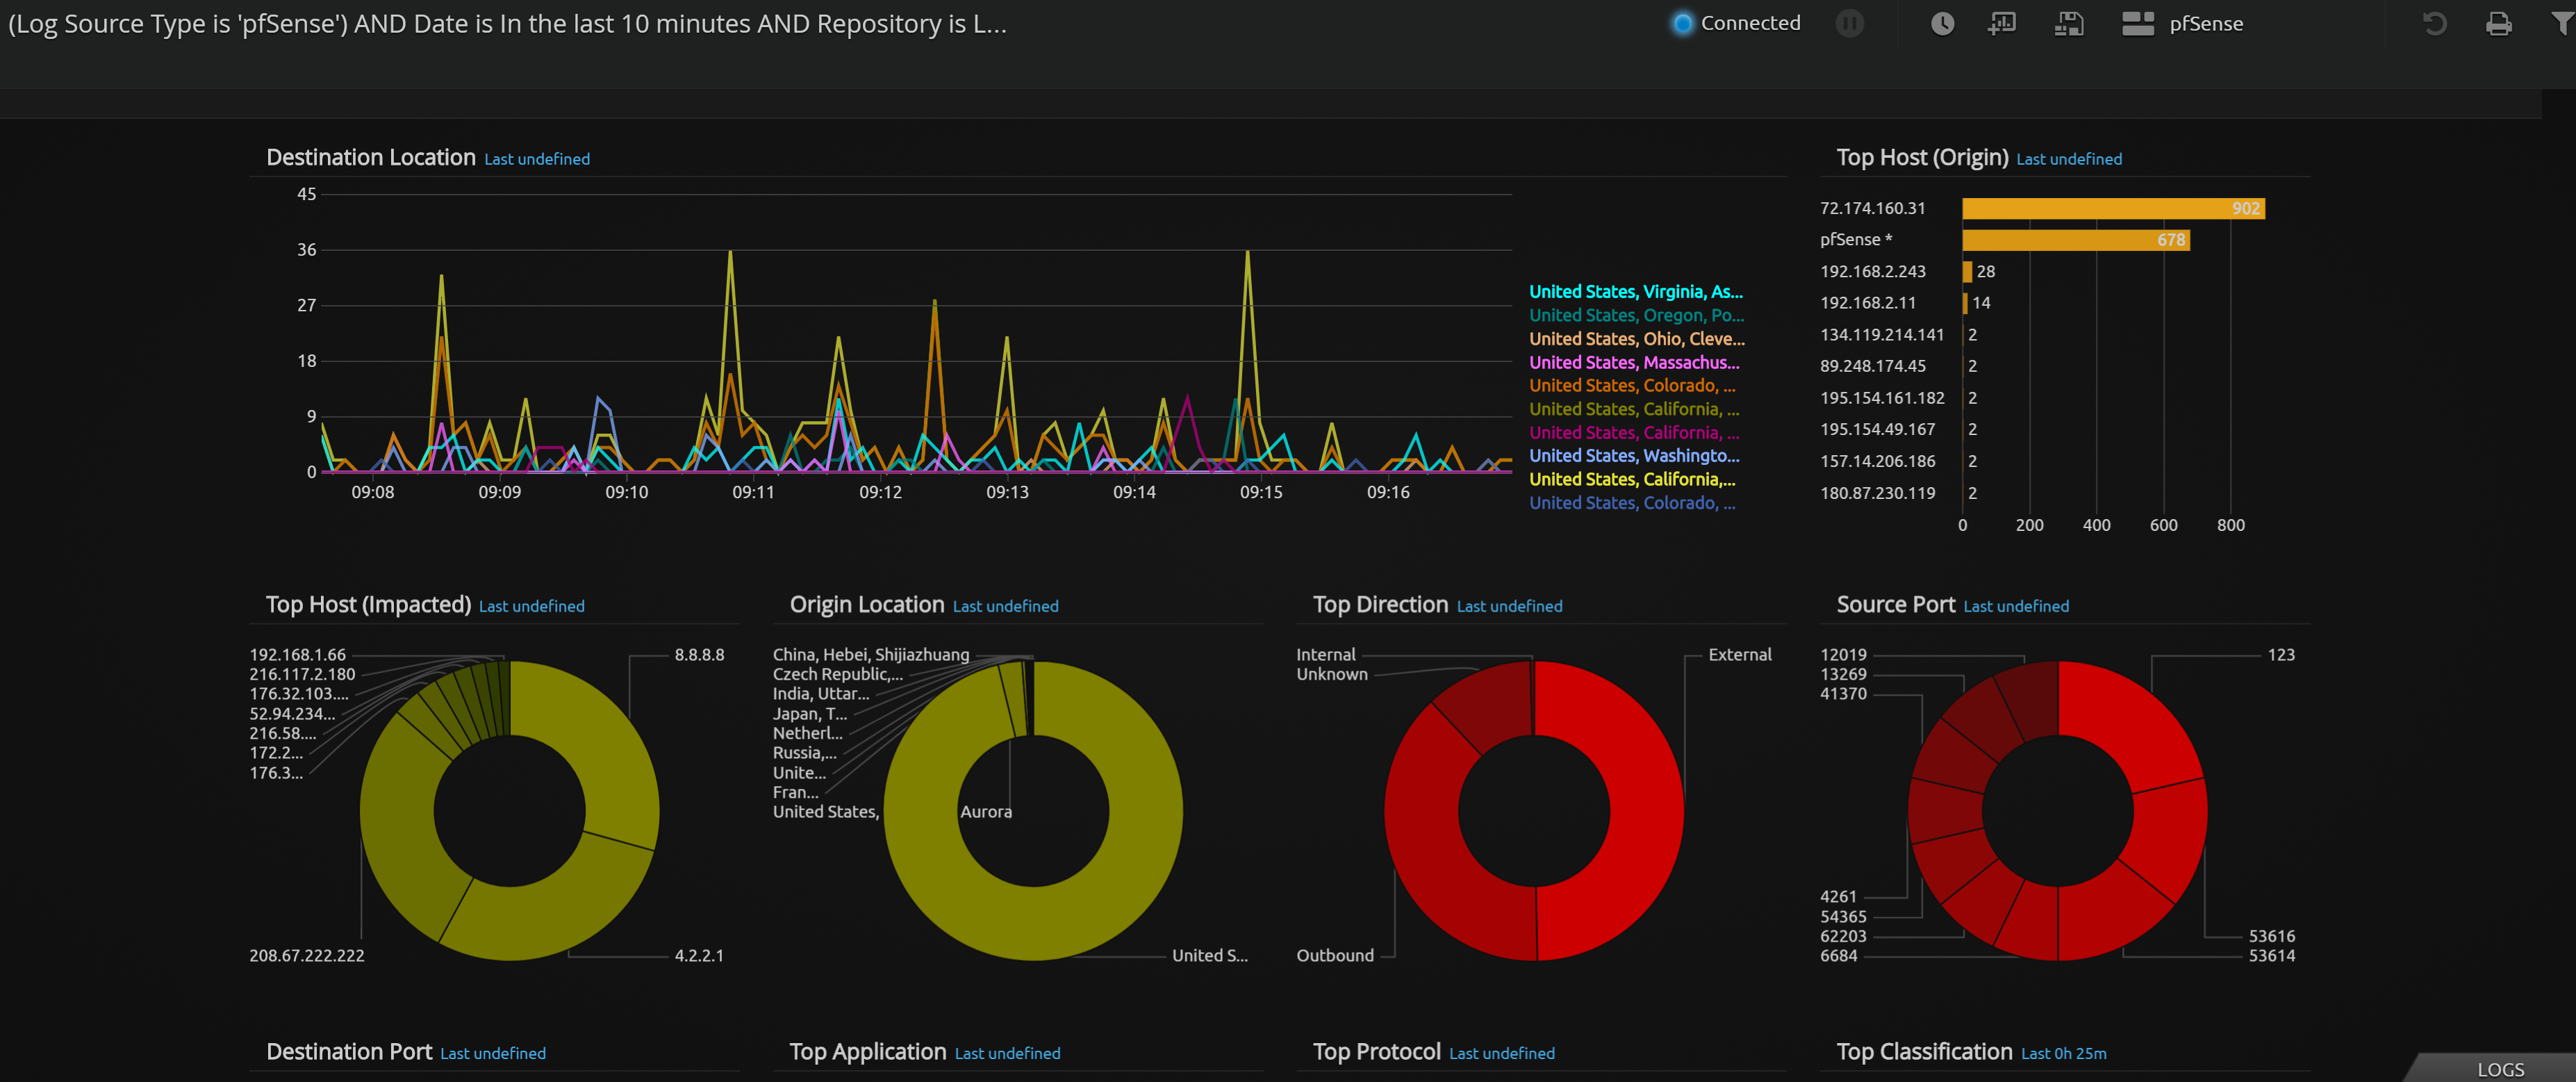 (Log Source Type is 'pfSense') AND Date is In the last 10 minutes AND Repository is L...
Connected
pfSense
Destination Location Last undefined
45
36
27
18
9
0
09:08 09:09 09:10 09:11 09:12 09:13 09:14 09:15 09:16
United States, Virginia, As...
United States, Oregon, Po...
United States, Ohio, Cleve...
United States, Massachus...
United States, Colorado, ...
United States, California, ...
United States, California, ...
United States, Washingto...
United States, California,...
United States, Colorado, ...
Top Host (Origin) Last undefined
72.174.160.31 902
pfSense * 678
192.168.2.243 28
192.168.2.11 14
134.119.214.141 2
89.248.174.45 2
195.154.161.182 2
195.154.49.167 2
157.14.206.186 2
180.87.230.119 2
0 200 400 600 800
Top Host (Impacted) Last undefined
192.168.1.66
216.117.2.180
176.32.103....
52.94.234...
216.58....
172.2...
176.3...
8.8.8.8
208.67.222.222
4.2.2.1
Origin Location Last undefined
China, Hebei, Shijiazhuang
Czech Republic,...
India, Uttar...
Japan, T...
Netherl...
Russia,...
Unite...
Fran...
United States, Aurora
United S...
Top Direction Last undefined
Internal
Unknown
External
Outbound
Source Port Last undefined
12019
13269
41370
123
4261
54365
62203
6684
53616
53614
Destination Port Last undefined
Top Application Last undefined
Top Protocol Last undefined
Top Classification Last 0h 25m
LOGS